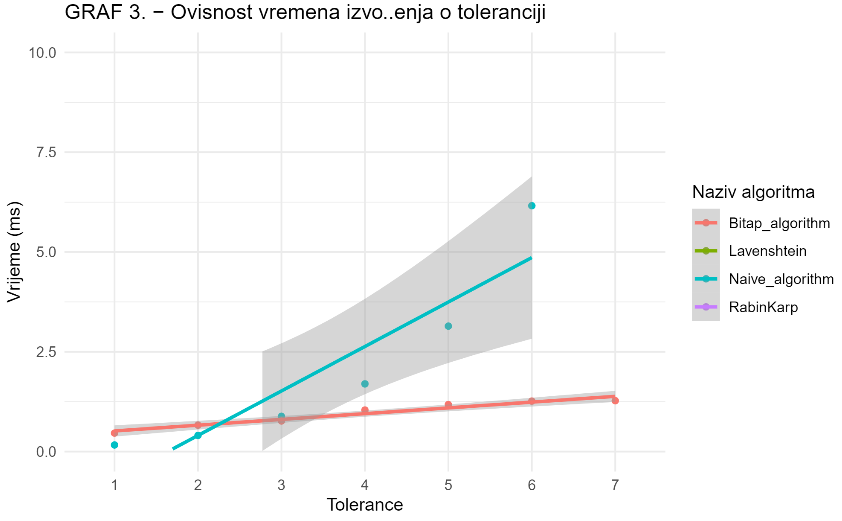 GRAF 3. − Ovisnost vremena izvo..enja o toleranciji
10.0
7.5
5.0
2.5
0.0
Vrijeme (ms)
1 2 3 4 5 6 7
Tolerance
Naziv algoritma
Bitap_algorithm
Lavenshtein
Naive_algorithm
RabinKarp